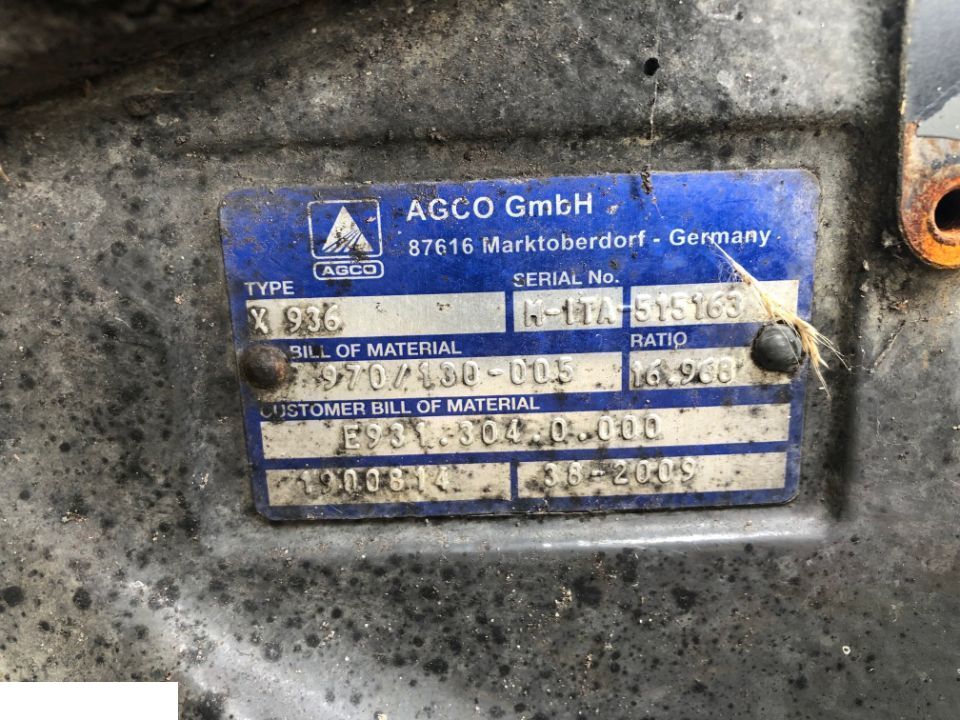 AGCO GmbH
87616 Marktoberdorf - Germany
AGCO
TYPE
SERIAL No.
X 936
M-ITA-515163
BILL OF MATERIAL
RATIO
970/130-005
16.968
CUSTOMER BILL OF MATERIAL
E931.304.0.000
1900814
38-2009